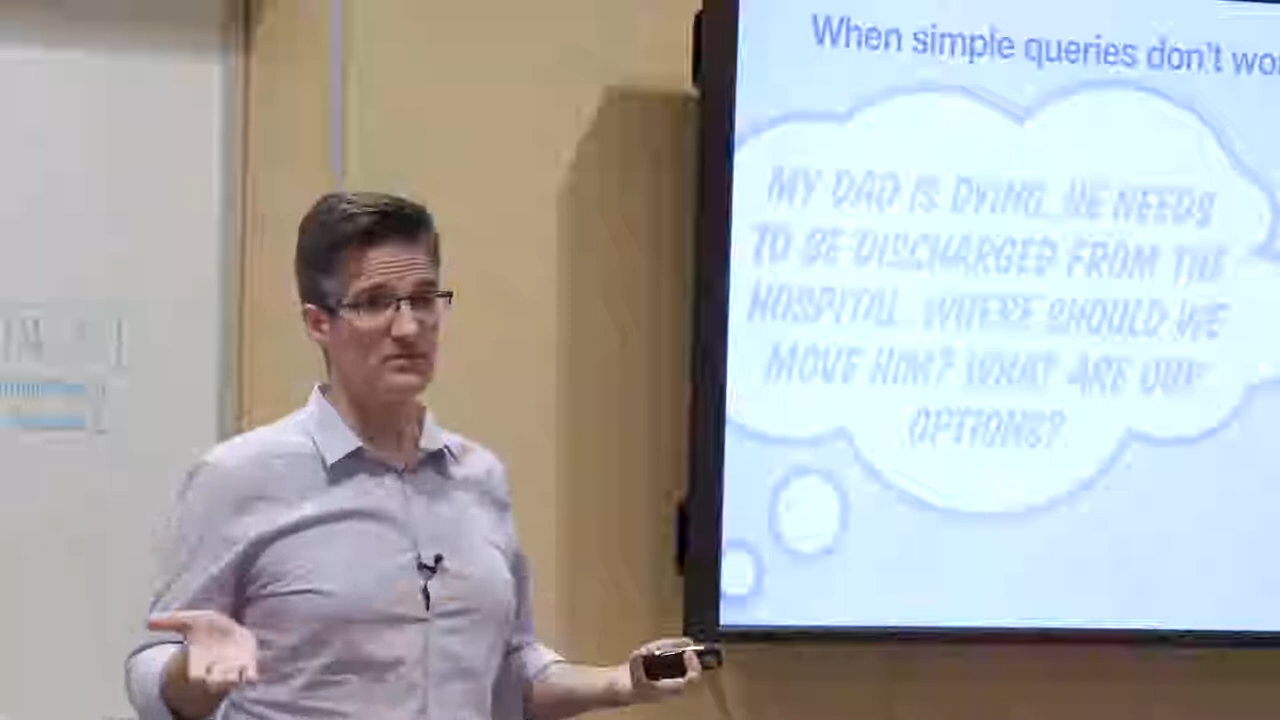 When simple queries don't wor
MY DAD IS DYING. HE NEEDS
TO BE DISCHARGED FROM THE
HOSPITAL. WHERE SHOULD WE
MOVE HIM? WHAT ARE OUR
OPTIONS?